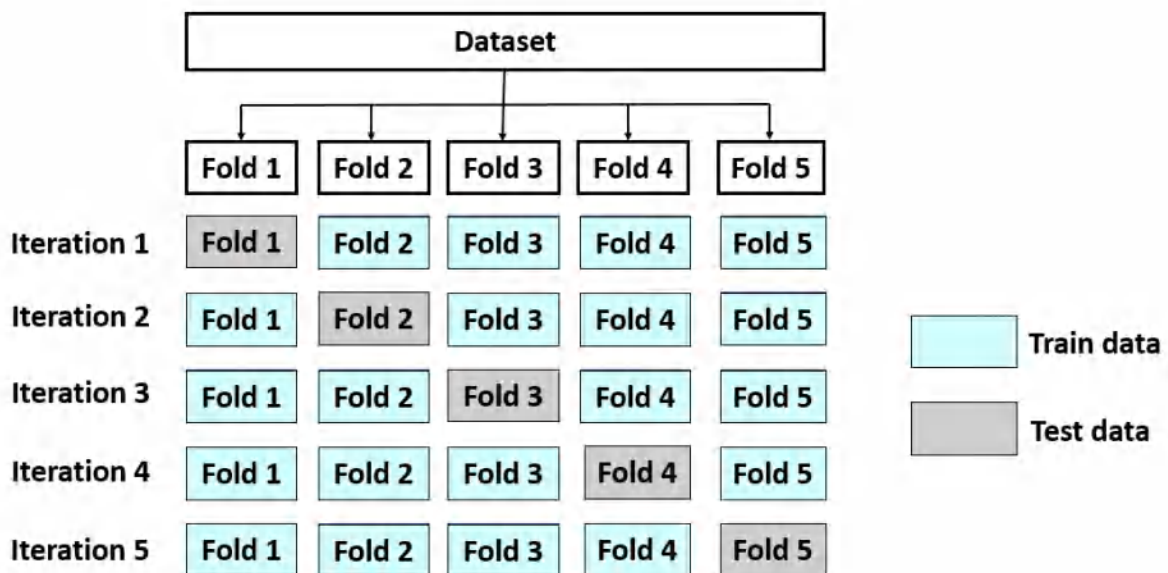 Dataset
Fold 1 Fold 2 Fold 3 Fold 4 Fold 5
Iteration 1 Fold 1 Fold 2 Fold 3 Fold 4 Fold 5
Iteration 2 Fold 1 Fold 2 Fold 3 Fold 4 Fold 5
Train data
Iteration 3 Fold 1 Fold 2 Fold 3 Fold 4 Fold 5
Test data
Iteration 4 Fold 1 Fold 2 Fold 3 Fold 4 Fold 5
Iteration 5 Fold 1 Fold 2 Fold 3 Fold 4 Fold 5